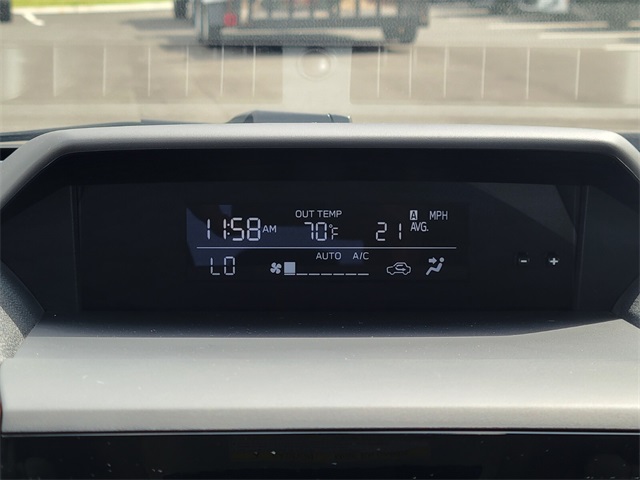 OUT TEMP
11:58 AM 70°F 21 A AVG. MPH
AUTO A/C
LO
- +